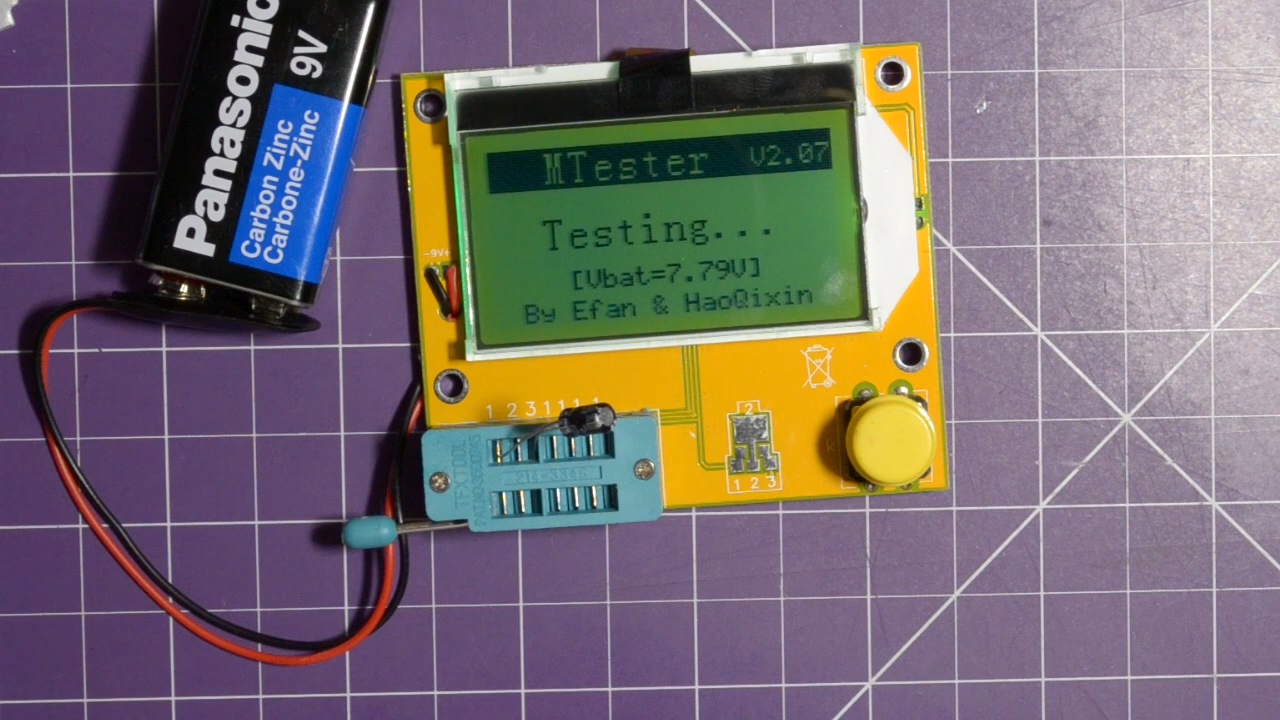 Panasonic
9V
Carbon Zinc
Carbone-Zinc
MTester V2.07
Testing...
[Vbat=7.79V]
By Efan & HaoQixin
-9V+
1 2 3 1 1 1 1
2
1 2 3
TFXTOOL